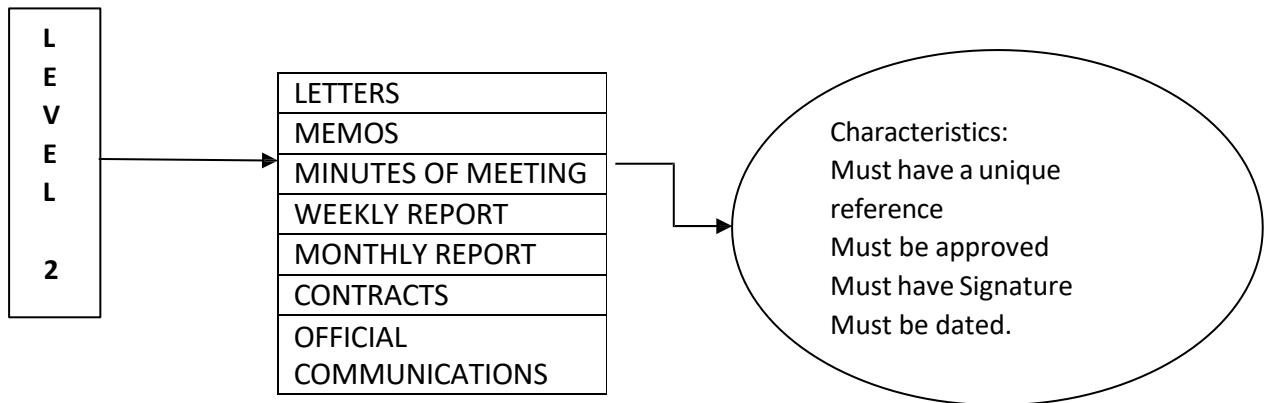 L
E
V
E
L
2
LETTERS
MEMOS
MINUTES OF MEETING
WEEKLY REPORT
MONTHLY REPORT
CONTRACTS
OFFICIAL
COMMUNICATIONS
Characteristics:
Must have a unique
reference
Must be approved
Must have Signature
Must be dated.